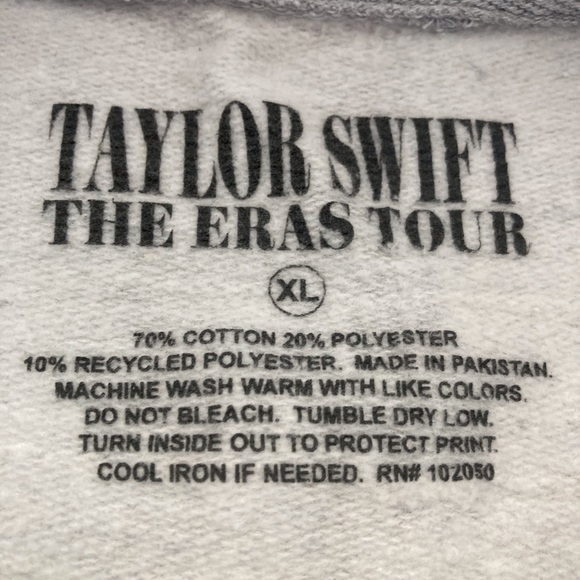 TAYLOR SWIFT
THE ERAS TOUR
XL
70% COTTON 20% POLYESTER
10% RECYCLED POLYESTER. MADE IN PAKISTAN.
MACHINE WASH WARM WITH LIKE COLORS.
DO NOT BLEACH. TUMBLE DRY LOW.
TURN INSIDE OUT TO PROTECT PRINT.
COOL IRON IF NEEDED. RN# 102050